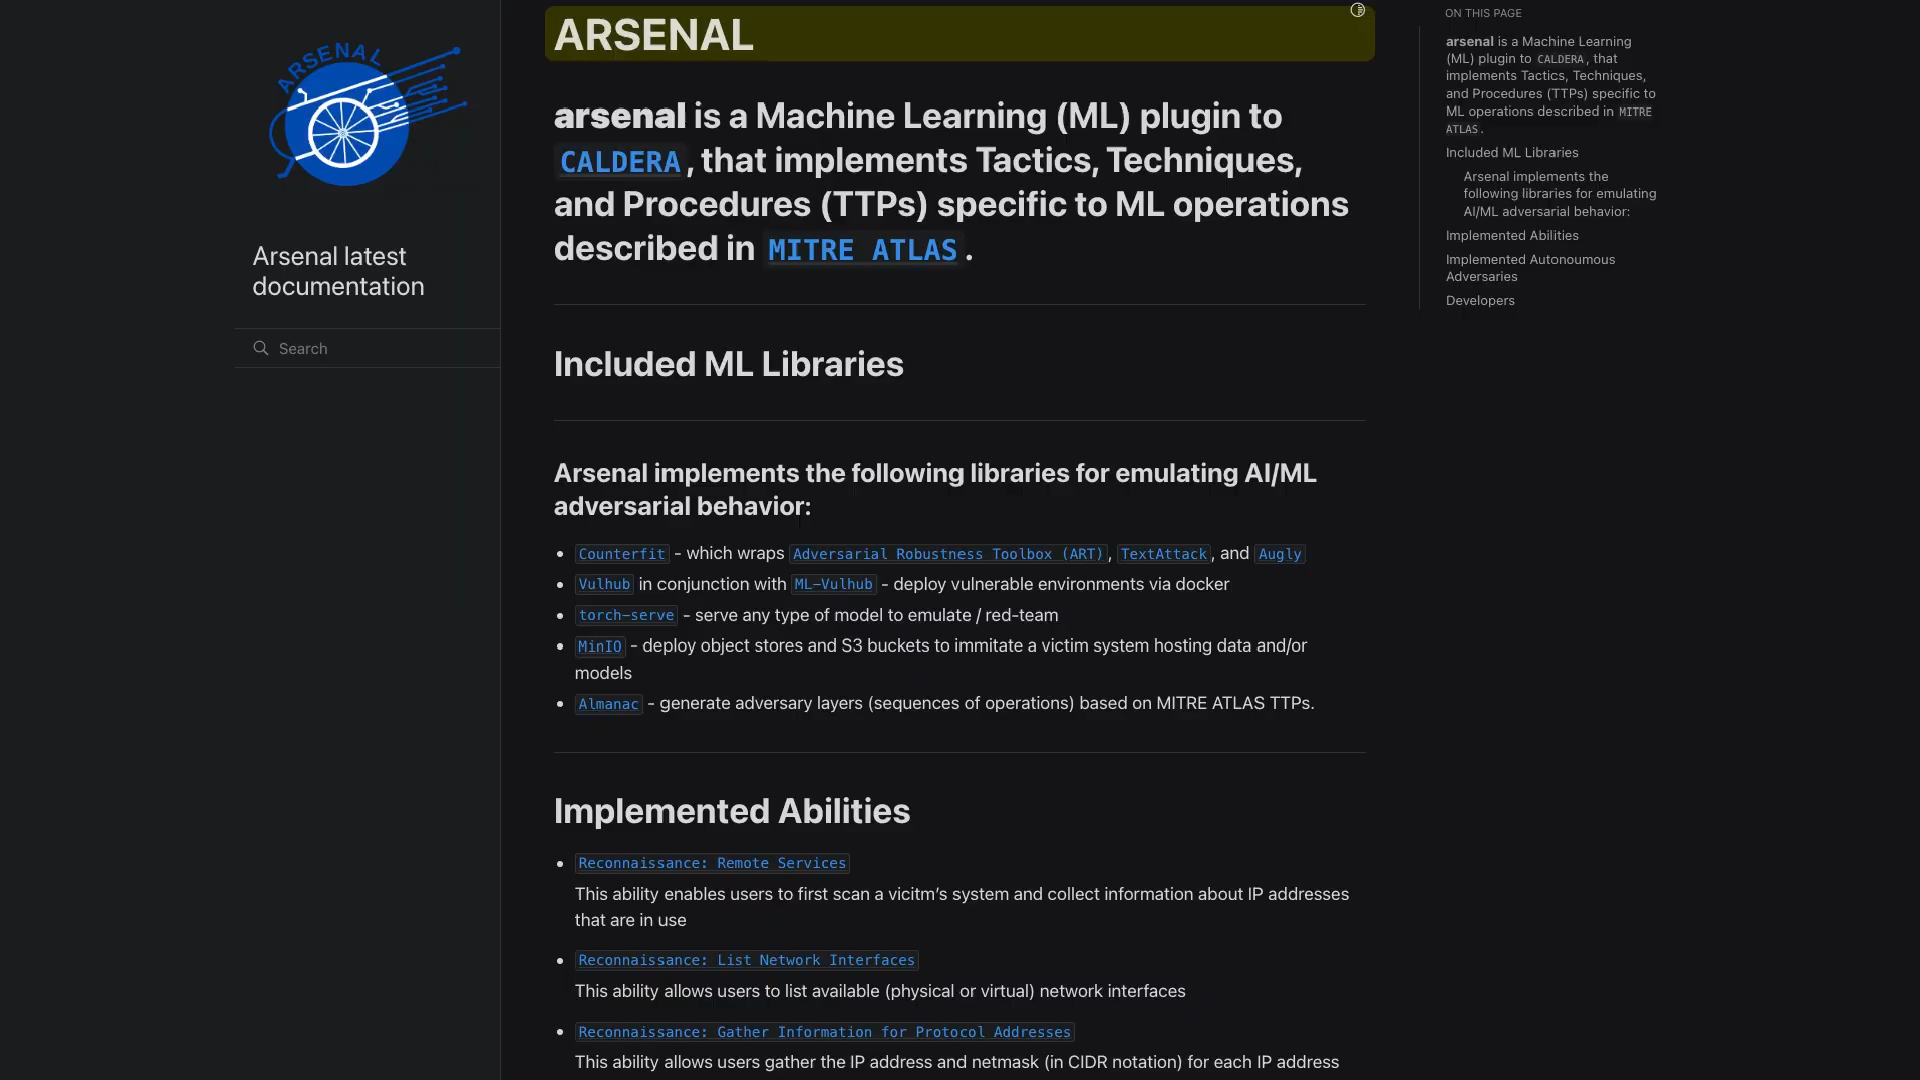 ARSENAL
Arsenal latest
documentation
Search
ARSENAL
arsenal is a Machine Learning (ML) plugin to
CALDERA, that implements Tactics, Techniques,
and Procedures (TTPs) specific to ML operations
described in MITRE ATLAS.
Included ML Libraries
Arsenal implements the following libraries for emulating AI/ML
adversarial behavior:
• Counterfit - which wraps Adversarial Robustness Toolbox (ART), TextAttack, and Augly
• Vulhub in conjunction with ML-Vulhub - deploy vulnerable environments via docker
• torch-serve - serve any type of model to emulate / red-team
• MinIO - deploy object stores and S3 buckets to immitate a victim system hosting data and/or
models
• Almanac - generate adversary layers (sequences of operations) based on MITRE ATLAS TTPs.
Implemented Abilities
• Reconnaissance: Remote Services
This ability enables users to first scan a vicitm's system and collect information about IP addresses
that are in use
• Reconnaissance: List Network Interfaces
This ability allows users to list available (physical or virtual) network interfaces
• Reconnaissance: Gather Information for Protocol Addresses
This ability allows users gather the IP address and netmask (in CIDR notation) for each IP address
ON THIS PAGE
arsenal is a Machine Learning
(ML) plugin to CALDERA, that
implements Tactics, Techniques,
and Procedures (TTPs) specific to
ML operations described in MITRE
ATLAS.
Included ML Libraries
Arsenal implements the
following libraries for emulating
AI/ML adversarial behavior:
Implemented Abilities
Implemented Autonoumous
Adversaries
Developers